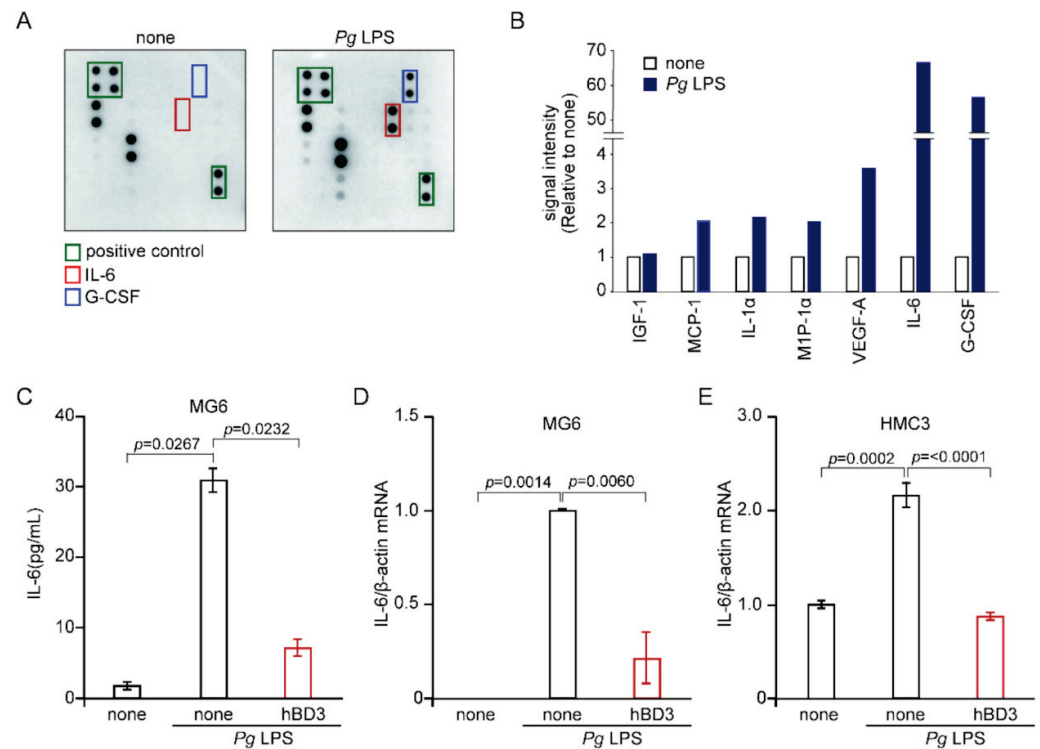 A
none
Pg LPS
positive control
IL-6
G-CSF
B
signal intensity
(Relative to none)
70
60
50
4
3
2
1
0
none
Pg LPS
IGF-1
MCP-1
IL-1α
M1P-1α
VEGF-A
IL-6
G-CSF
C
MG6
IL-6(pg/mL)
40
30
20
10
0
p=0.0267
p=0.0232
none
none
hBD3
Pg LPS
D
MG6
IL-6/β-actin mRNA
1.5
1.0
0.5
0
p=0.0014
p=0.0060
none
none
hBD3
Pg LPS
E
HMC3
IL-6/β-actin mRNA
3.0
2.0
1.0
0
p=0.0002
p=<0.0001
none
none
hBD3
Pg LPS